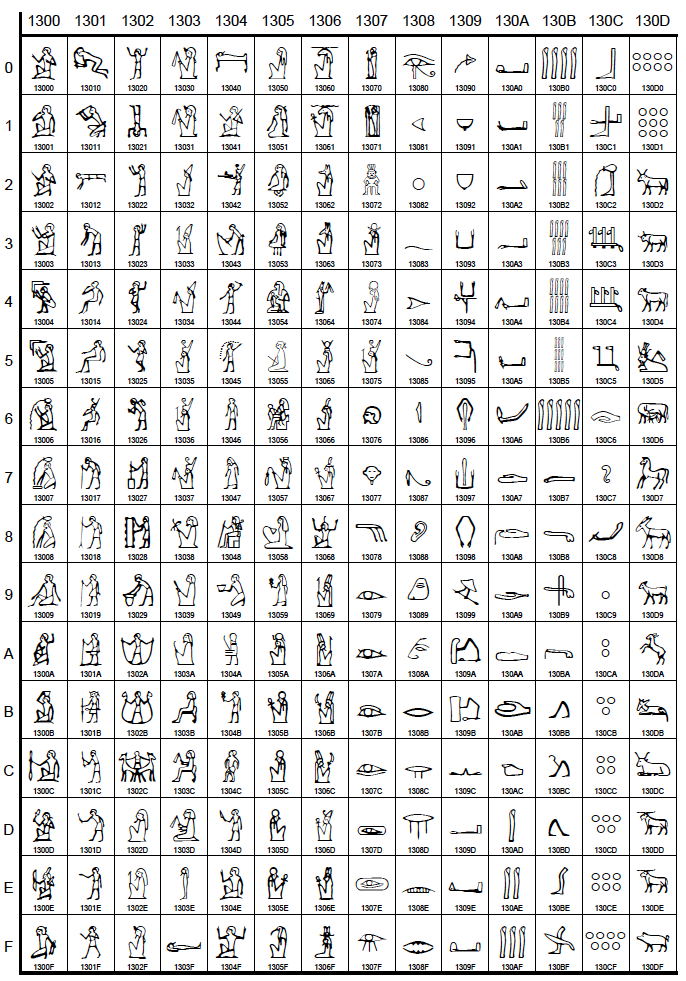 1300 1301 1302 1303 1304 1305 1306 1307 1308 1309 130A 130B 130C 130D
0 𓀀 𓀐 𓀠 𓀰 𓁀 𓁐 𓁠 𓁰 𓂀 𓂐 𓂠 𓂰 𓃀 𓃐
13000 13010 13020 13030 13040 13050 13060 13070 13080 13090 130A0 130B0 130C0 130D0
1 𓀁 𓀑 𓀡 𓀱 𓁁 𓁑 𓁡 𓁱 𓂁 𓂑 𓂡 𓂱 𓃁 𓃑
13001 13011 13021 13031 13041 13051 13061 13071 13081 13091 130A1 130B1 130C1 130D1
2 𓀂 𓀒 𓀢 𓀲 𓁂 𓁒 𓁢 𓁲 𓂂 𓂒 𓂢 𓂲 𓃂 𓃒
13002 13012 13022 13032 13042 13052 13062 13072 13082 13092 130A2 130B2 130C2 130D2
3 𓀃 𓀓 𓀣 𓀳 𓁃 𓁓 𓁣 𓁳 𓂃 𓂓 𓂣 𓂳 𓃃 𓃓
13003 13013 13023 13033 13043 13053 13063 13073 13083 13093 130A3 130B3 130C3 130D3
4 𓀄 𓀔 𓀤 𓀴 𓁄 𓁔 𓁤 𓁴 𓂄 𓂔 𓂤 𓂴 𓃄 𓃔
13004 13014 13024 13034 13044 13054 13064 13074 13084 13094 130A4 130B4 130C4 130D4
5 𓀅 𓀕 𓀥 𓀵 𓁅 𓁕 𓁥 𓁵 𓂅 𓂕 𓂥 𓂵 𓃅 𓃕
13005 13015 13025 13035 13045 13055 13065 13075 13085 13095 130A5 130B5 130C5 130D5
6 𓀆 𓀖 𓀦 𓀶 𓁆 𓁖 𓁦 𓁶 𓂆 𓂖 𓂦 𓂶 𓃆 𓃖
13006 13016 13026 13036 13046 13056 13066 13076 13086 13096 130A6 130B6 130C6 130D6
7 𓀇 𓀗 𓀧 𓀷 𓁇 𓁗 𓁧 𓁷 𓂇 𓂗 𓂧 𓂷 𓃇 𓃗
13007 13017 13027 13037 13047 13057 13067 13077 13087 13097 130A7 130B7 130C7 130D7
8 𓀈 𓀘 𓀨 𓀸 𓁈 𓁘 𓁨 𓁸 𓂈 𓂘 𓂨 𓂸 𓃈 𓃘
13008 13018 13028 13038 13048 13058 13068 13078 13088 13098 130A8 130B8 130C8 130D8
9 𓀉 𓀙 𓀩 𓀹 𓁉 𓁙 𓁩 𓁹 𓂉 𓂙 𓂩 𓂹 𓃉 𓃙
13009 13019 13029 13039 13049 13059 13069 13079 13089 13099 130A9 130B9 130C9 130D9
A 𓀊 𓀚 𓀪 𓀺 𓁊 𓁚 𓁪 𓁺 𓂊 𓂚 𓂪 𓂺 𓃊 𓃚
1300A 1301A 1302A 1303A 1304A 1305A 1306A 1307A 1308A 1309A 130AA 130BA 130CA 130DA
B 𓀋 𓀛 𓀫 𓀻 𓁋 𓁛 𓁫 𓁻 𓂋 𓂛 𓂫 𓂻 𓃋 𓃛
1300B 1301B 1302B 1303B 1304B 1305B 1306B 1307B 1308B 1309B 130AB 130BB 130CB 130DB
C 𓀌 𓀜 𓀬 𓀼 𓁌 𓁜 𓁬 𓁼 𓂌 𓂜 𓂬 𓂼 𓃌 𓃜
1300C 1301C 1302C 1303C 1304C 1305C 1306C 1307C 1308C 1309C 130AC 130BC 130CC 130DC
D 𓀍 𓀝 𓀭 𓀽 𓁍 𓁝 𓁭 𓁽 𓂍 𓂝 𓂭 𓂽 𓃍 𓃝
1300D 1301D 1302D 1303D 1304D 1305D 1306D 1307D 1308D 1309D 130AD 130BD 130CD 130DD
E 𓀎 𓀞 𓀮 𓀾 𓁎 𓁞 𓁮 𓁾 𓂎 𓂞 𓂮 𓂾 𓃎 𓃞
1300E 1301E 1302E 1303E 1304E 1305E 1306E 1307E 1308E 1309E 130AE 130BE 130CE 130DE
F 𓀏 𓀟 𓀯 𓀿 𓁏 𓁟 𓁯 𓁿 𓂏 𓂟 𓂯 𓂿 𓃏 𓃟
1300F 1301F 1302F 1303F 1304F 1305F 1306F 1307F 1308F 1309F 130AF 130BF 130CF 130DF